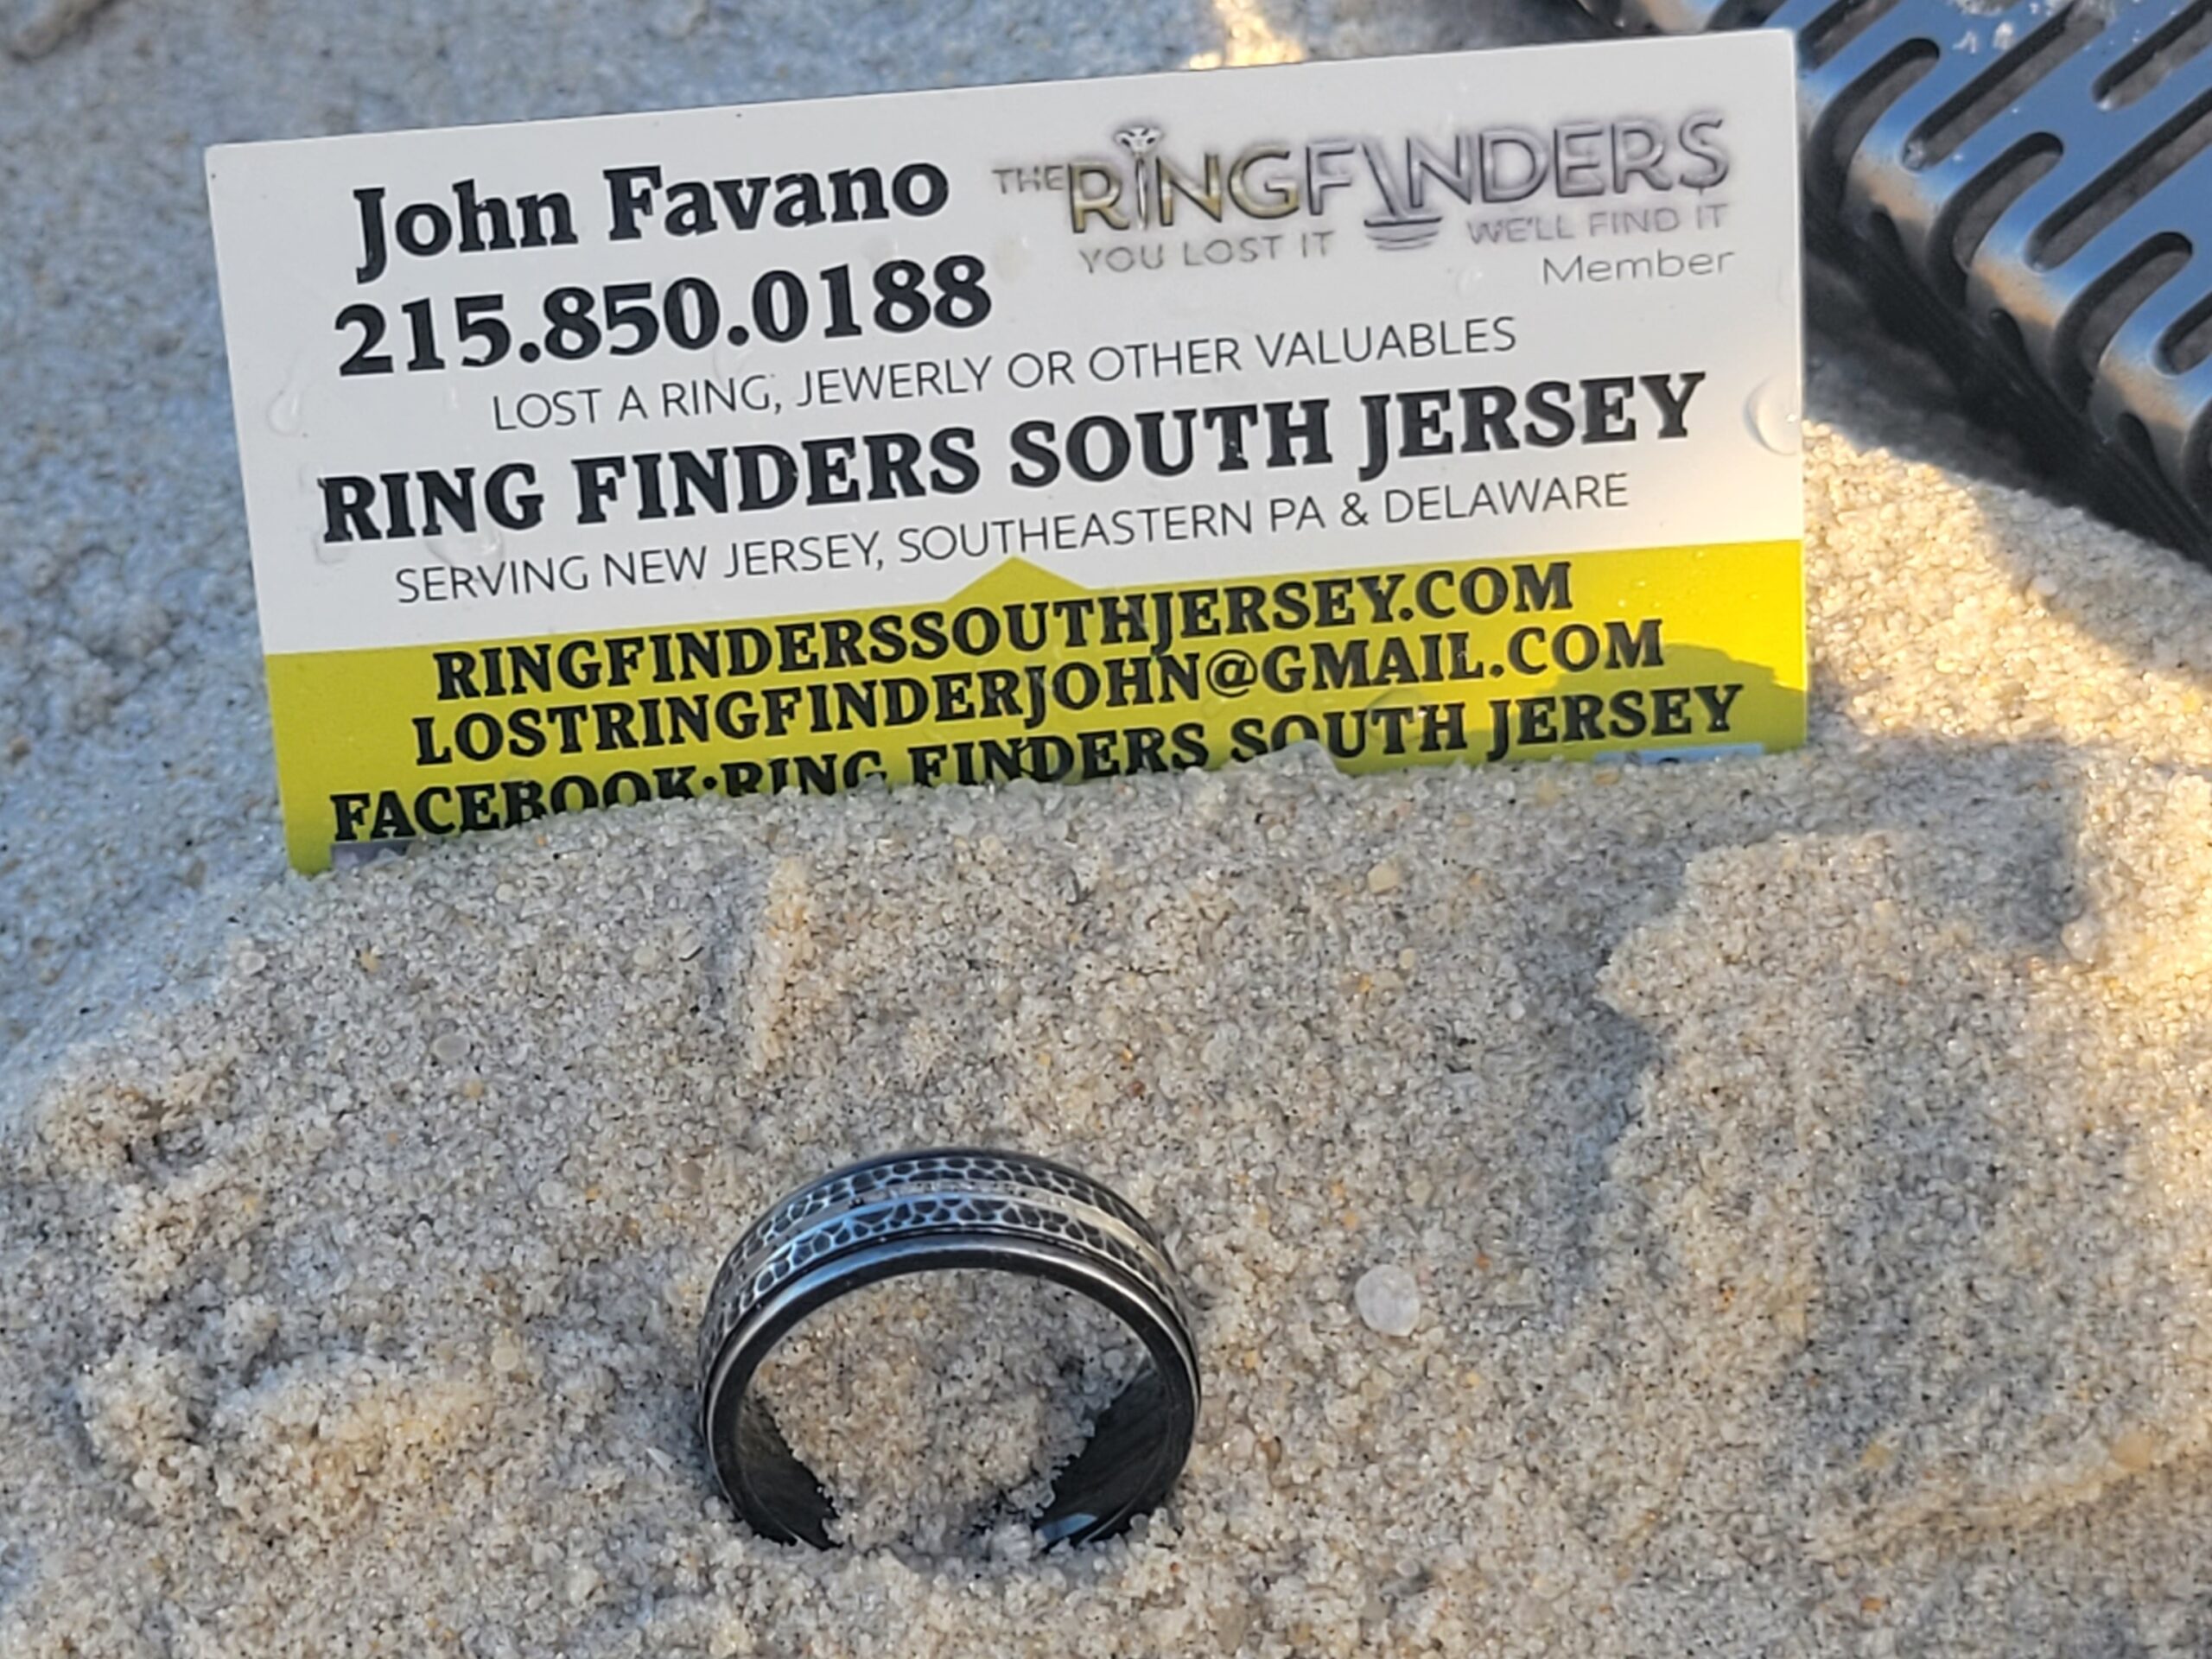 John Favano
215.850.0188
THE RINGFINDERS
YOU LOST IT WE'LL FIND IT
Member
LOST A RING, JEWERLY OR OTHER VALUABLES
RING FINDERS SOUTH JERSEY
SERVING NEW JERSEY, SOUTHEASTERN PA & DELAWARE
RINGFINDERSSOUTHJERSEY.COM
LOSTRINGFINDERJOHN@GMAIL.COM
FACEBOOK:RING FINDERS SOUTH JERSEY